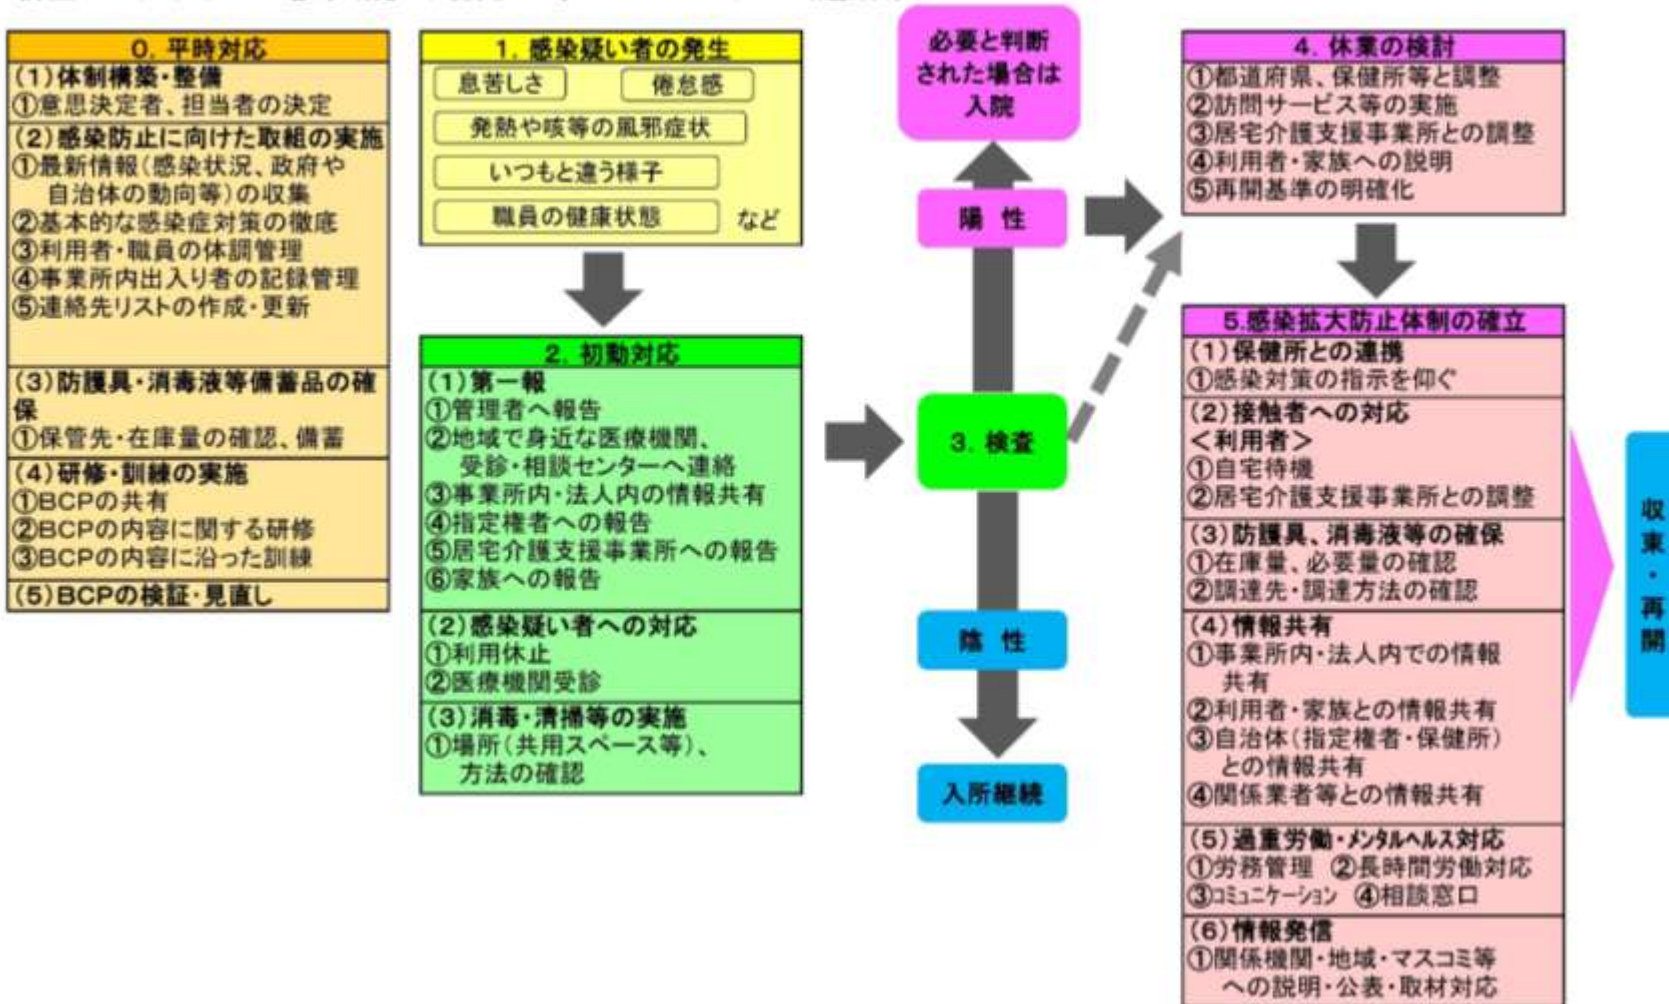 0. 平時対応
(1)体制構築・整備
①意思決定者、担当者の決定
(2)感染防止に向けた取組の実施
①最新情報(感染状況、政府や
自治体の動向等)の収集
②基本的な感染症対策の徹底
③利用者・職員の体調管理
④事業所内出入り者の記録管理
⑤連絡先リストの作成・更新
(3)防護具・消毒液等備蓄品の確
保
①保管先・在庫量の確認、備蓄
(4)研修・訓練の実施
①BCPの共有
②BCPの内容に関する研修
③BCPの内容に沿った訓練
(5)BCPの検証・見直し
1. 感染疑い者の発生
息苦しさ 倦怠感
発熱や咳等の風邪症状
いつもと違う様子
職員の健康状態 など
2. 初動対応
(1)第一報
①管理者へ報告
②地域で身近な医療機関、
受診・相談センターへ連絡
③事業所内・法人内の情報共有
④指定権者への報告
⑤居宅介護支援事業所への報告
⑥家族への報告
(2)感染疑い者への対応
①利用休止
②医療機関受診
(3)消毒・清掃等の実施
①場所(共用スペース等)、
方法の確認
必要と判断
された場合は
入院
陽 性
3. 検査
陰 性
入所継続
4. 休業の検討
①都道府県、保健所等と調整
②訪問サービス等の実施
③居宅介護支援事業所との調整
④利用者・家族への説明
⑤再開基準の明確化
5.感染拡大防止体制の確立
(1)保健所との連携
①感染対策の指示を仰ぐ
(2)接触者への対応
<利用者>
①自宅待機
②居宅介護支援事業所との調整
(3)防護具、消毒液等の確保
①在庫量、必要量の確認
②調達先・調達方法の確認
(4)情報共有
①事業所内・法人内での情報
共有
②利用者・家族との情報共有
③自治体(指定権者・保健所)
との情報共有
④関係業者等との情報共有
(5)過重労働・メンタルヘルス対応
①労務管理 ②長時間労働対応
③コミュニケーション ④相談窓口
(6)情報発信
①関係機関・地域・マスコミ等
への説明・公表・取材対応
収束・再開